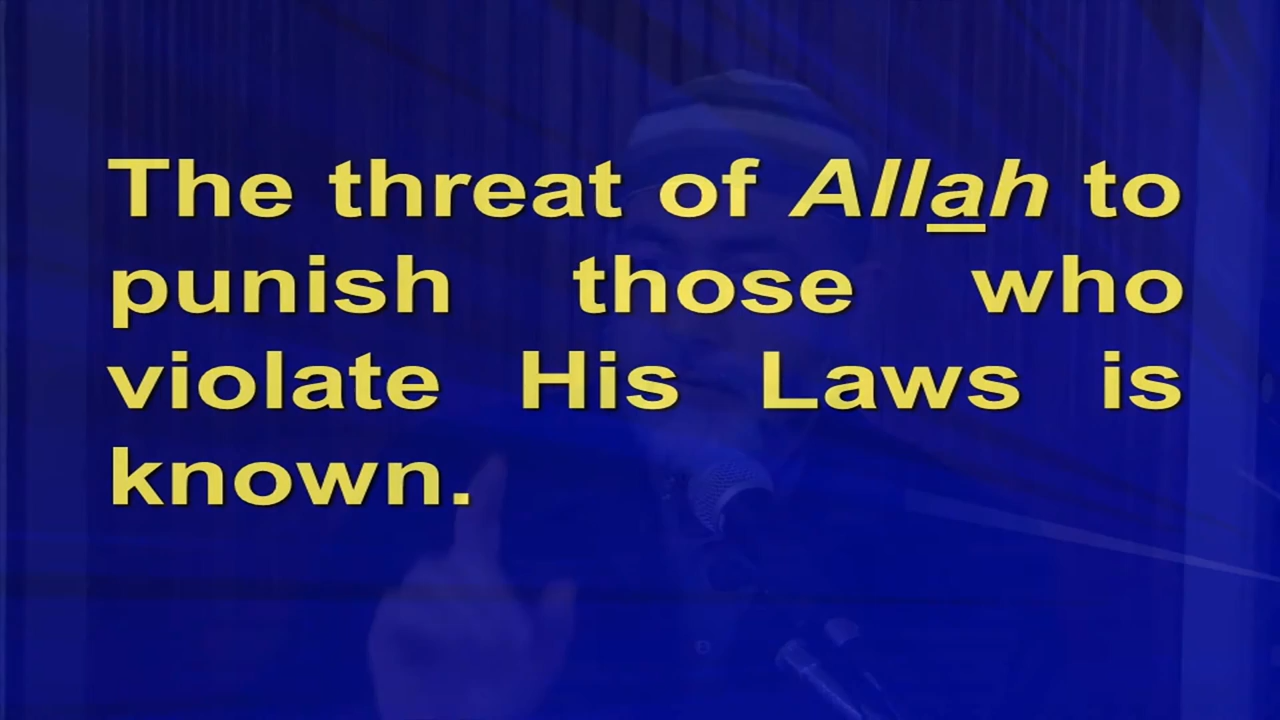 The threat of Allah to
punish those who
violate His Laws is
known.